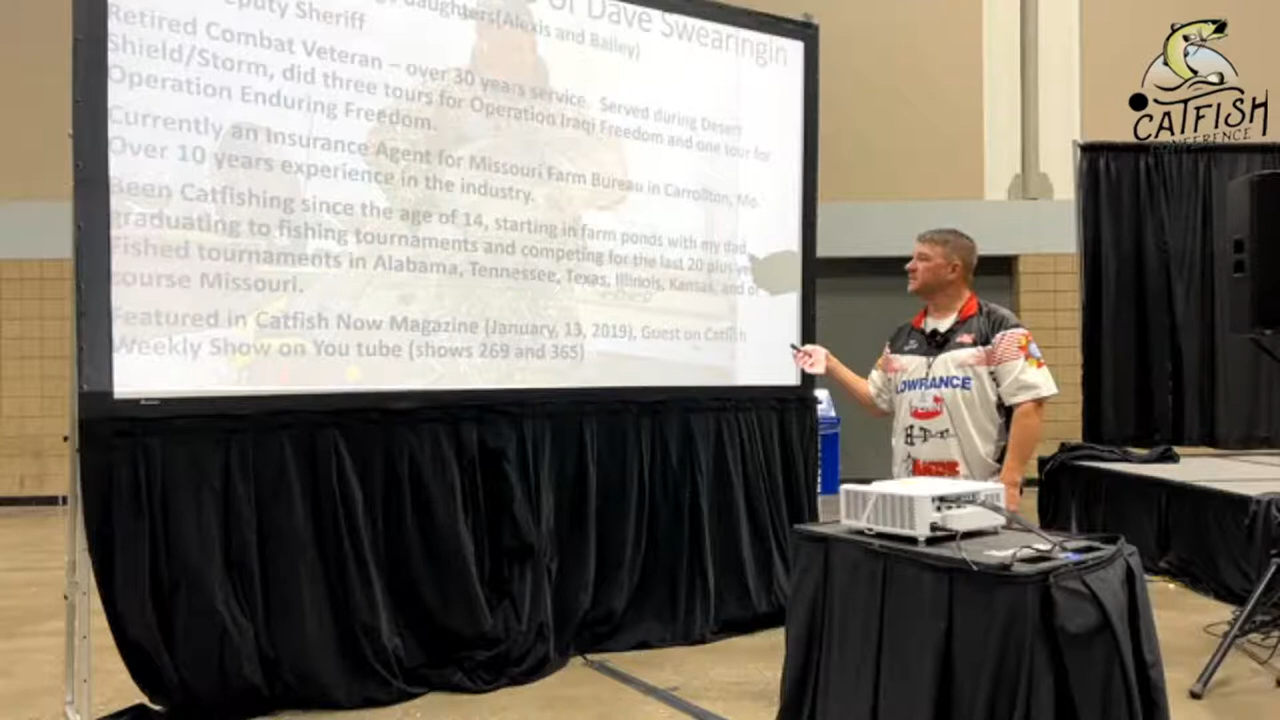 Of Dave Swearingin
daughters(Alexis and Bailey)
Sheriff
Retired Combat Veteran – over 30 years service. Served during Desert
Shield/Storm, did three tours for Operation Iraqi Freedom and one tour for
Operation Enduring Freedom.
Currently an Insurance Agent for Missouri Farm Bureau in Carrollton, Mo.
Over 10 years experience in the industry.
Been Catfishing since the age of 14, starting in farm ponds with my dad
graduating to fishing tournaments and competing for the last 20 plus
Fished tournaments in Alabama, Tennessee, Texas, Illinois, Kansas, and of
course Missouri.
Featured in Catfish Now Magazine (January, 13, 2019), Guest on Catfish
Weekly Show on You tube (shows 269 and 365)
CATFISH
CONFERENCE
LOWRANCE